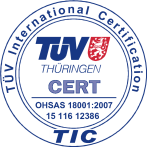 TÜV International Certification
TÜV
THÜRINGEN
CERT
OHSAS 18001:2007
15 116 12386
TIC